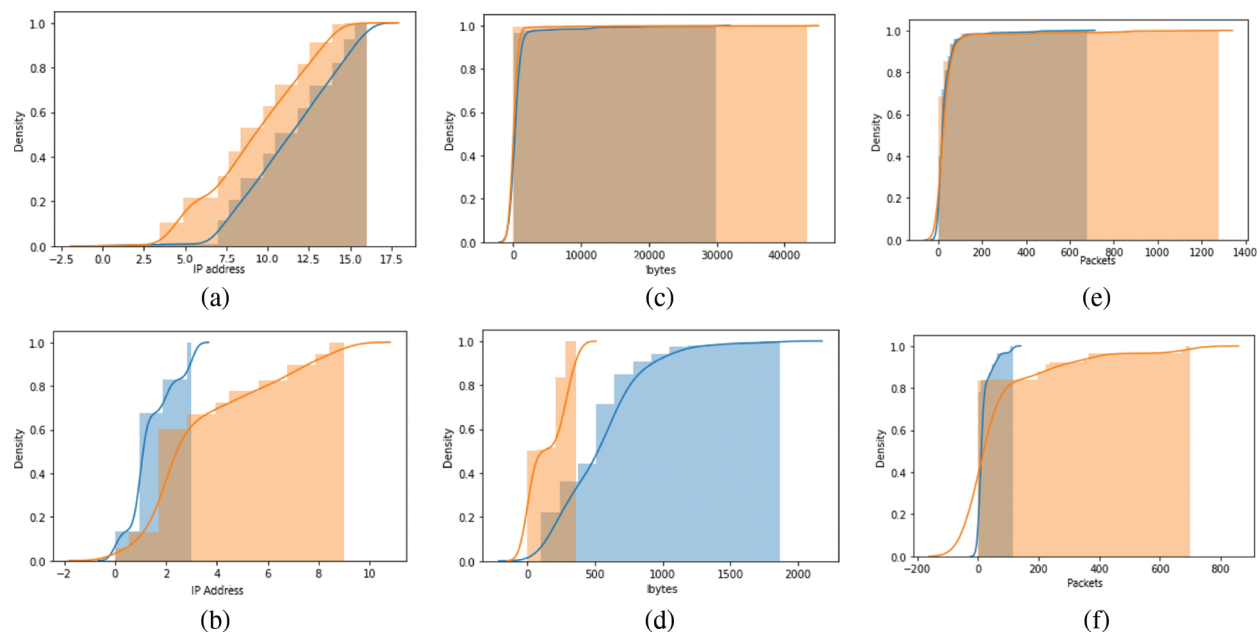 1.0
0.8
0.6
0.4
0.2
0.0
Density
-2.5 0.0 2.5 5.0 7.5 10.0 12.5 15.0 17.5
IP address
(a)
1.0
0.8
0.6
0.4
0.2
0.0
Density
0 10000 20000 30000 40000
Ibytes
(c)
1.0
0.8
0.6
0.4
0.2
0.0
Density
0 200 400 600 800 1000 1200 1400
Packets
(e)
1.0
0.8
0.6
0.4
0.2
0.0
Density
−2 0 2 4 6 8 10
IP Address
(b)
1.0
0.8
0.6
0.4
0.2
0.0
Density
0 500 1000 1500 2000
Ibytes
(d)
1.0
0.8
0.6
0.4
0.2
0.0
Density
−200 0 200 400 600 800
Packets
(f)